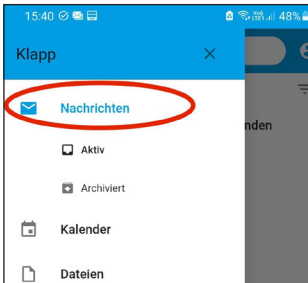 15:40 48%
Klapp
Nachrichten
nden
Aktiv
Archiviert
Kalender
Dateien